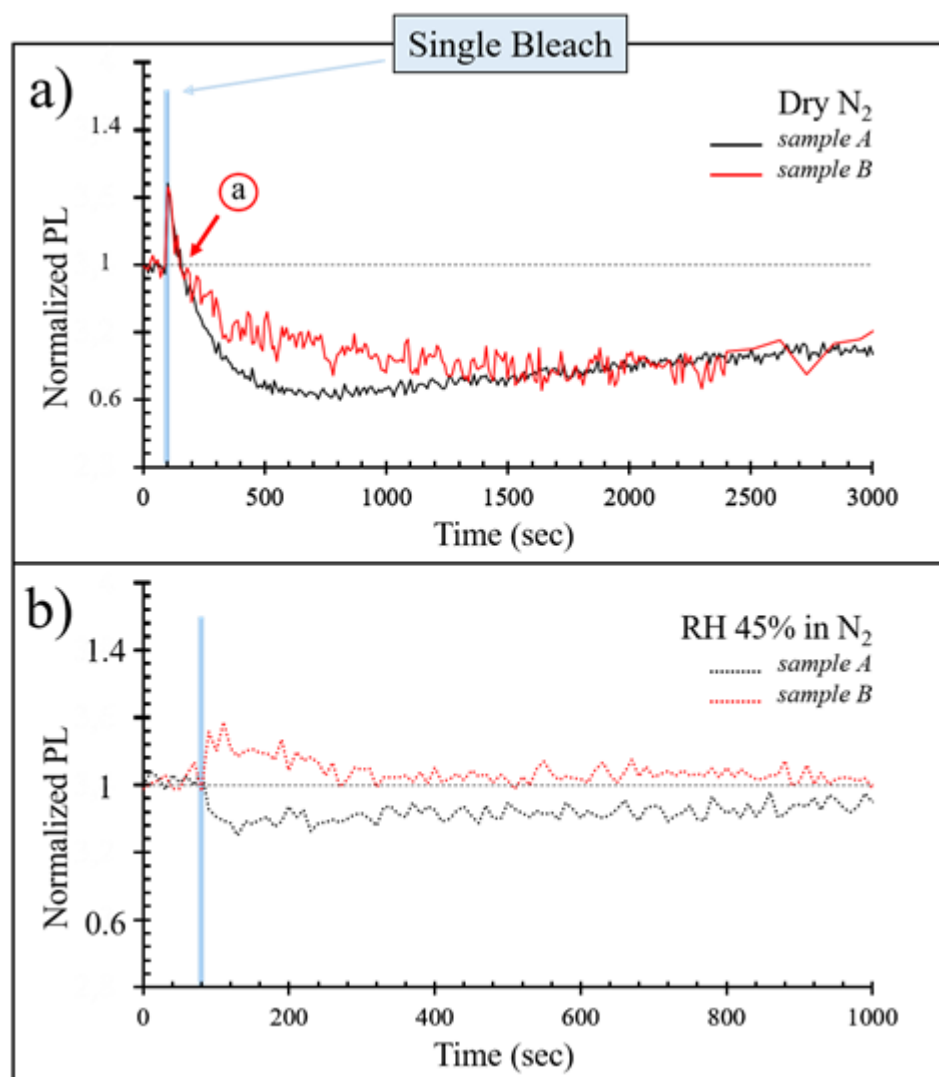 Single Bleach
a)
Dry N₂
sample A
sample B
a
1.4
1
0.6
Normalized PL
0 500 1000 1500 2000 2500 3000
Time (sec)
b)
RH 45% in N₂
sample A
sample B
1.4
1
0.6
Normalized PL
0 200 400 600 800 1000
Time (sec)